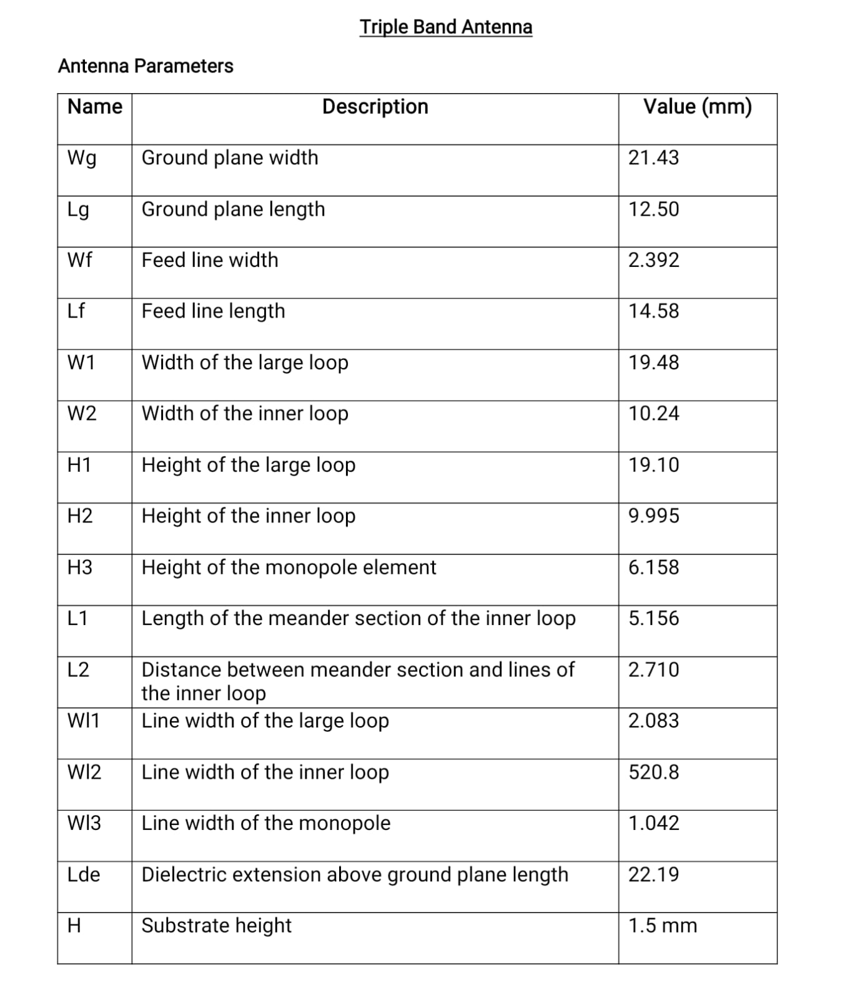 Triple Band Antenna
Antenna Parameters
Name Description Value (mm)
Wg Ground plane width 21.43
Lg Ground plane length 12.50
Wf Feed line width 2.392
Lf Feed line length 14.58
W1 Width of the large loop 19.48
W2 Width of the inner loop 10.24
H1 Height of the large loop 19.10
H2 Height of the inner loop 9.995
H3 Height of the monopole element 6.158
L1 Length of the meander section of the inner loop 5.156
L2 Distance between meander section and lines of 2.710
the inner loop
Wl1 Line width of the large loop 2.083
Wl2 Line width of the inner loop 520.8
Wl3 Line width of the monopole 1.042
Lde Dielectric extension above ground plane length 22.19
H Substrate height 1.5 mm